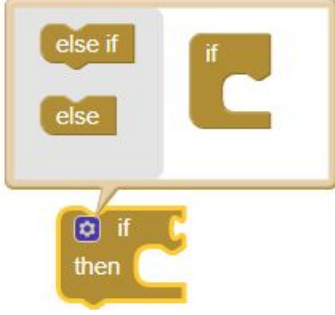 else if
if
else
if
then